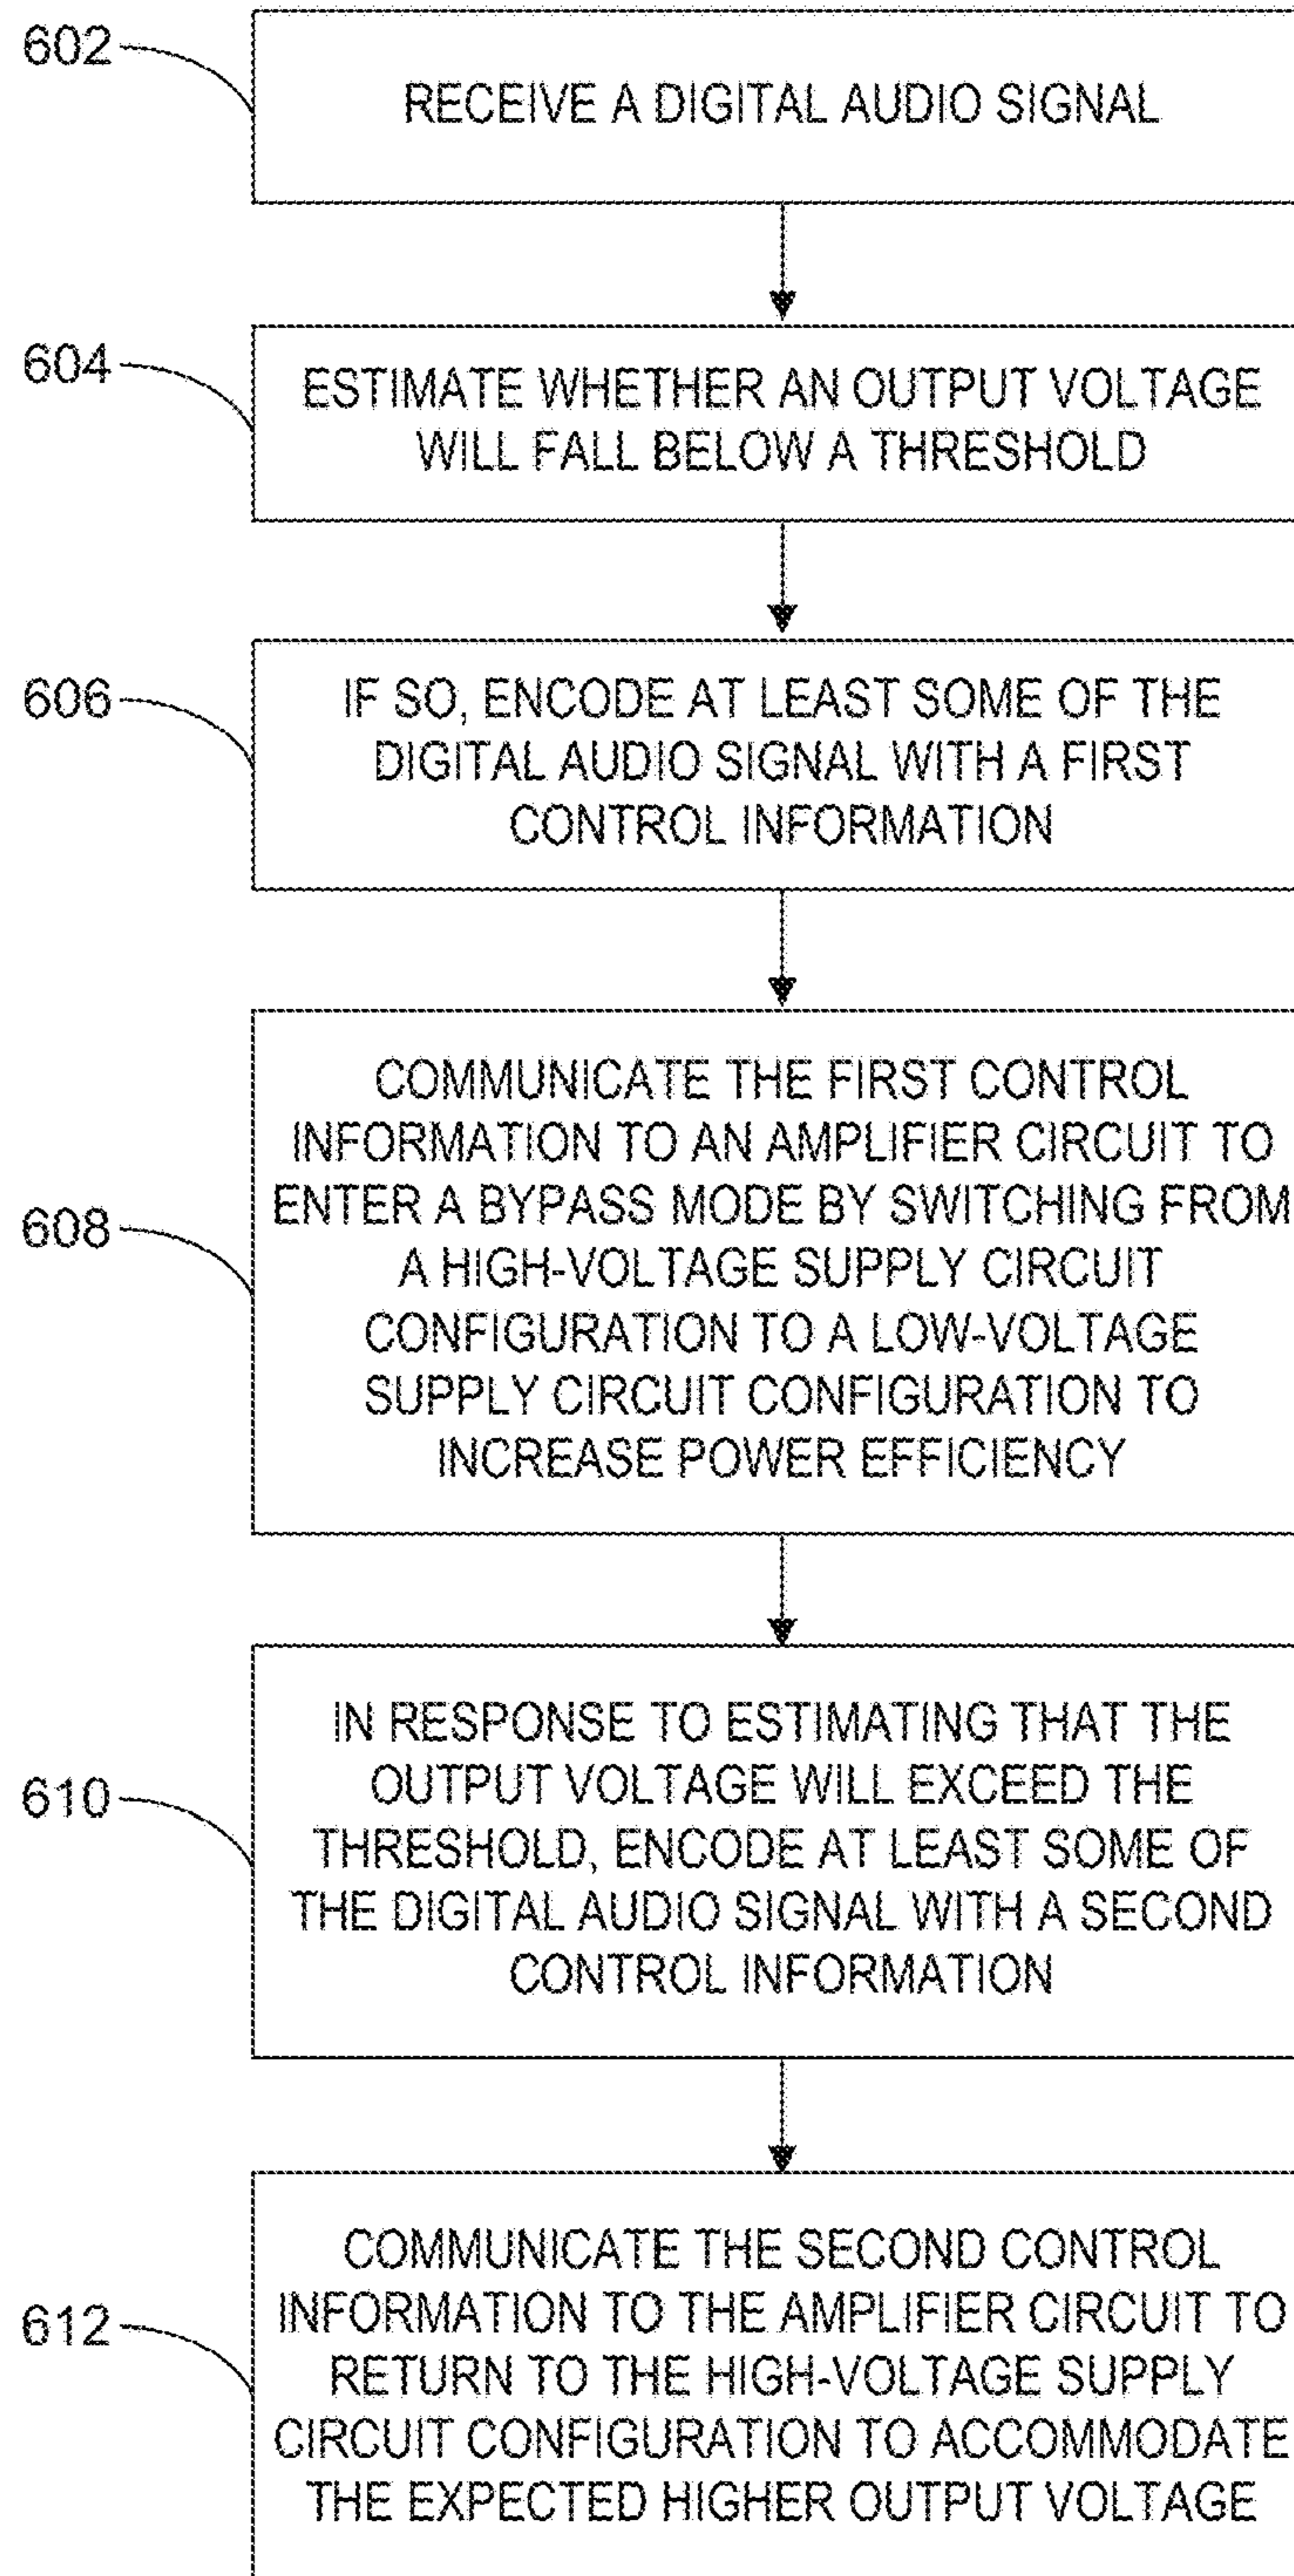 602
RECEIVE A DIGITAL AUDIO SIGNAL
604
ESTIMATE WHETHER AN OUTPUT VOLTAGE
WILL FALL BELOW A THRESHOLD
606
IF SO, ENCODE AT LEAST SOME OF THE
DIGITAL AUDIO SIGNAL WITH A FIRST
CONTROL INFORMATION
608
COMMUNICATE THE FIRST CONTROL
INFORMATION TO AN AMPLIFIER CIRCUIT TO
ENTER A BYPASS MODE BY SWITCHING FROM
A HIGH-VOLTAGE SUPPLY CIRCUIT
CONFIGURATION TO A LOW-VOLTAGE
SUPPLY CIRCUIT CONFIGURATION TO
INCREASE POWER EFFICIENCY
610
IN RESPONSE TO ESTIMATING THAT THE
OUTPUT VOLTAGE WILL EXCEED THE
THRESHOLD, ENCODE AT LEAST SOME OF
THE DIGITAL AUDIO SIGNAL WITH A SECOND
CONTROL INFORMATION
612
COMMUNICATE THE SECOND CONTROL
INFORMATION TO THE AMPLIFIER CIRCUIT TO
RETURN TO THE HIGH-VOLTAGE SUPPLY
CIRCUIT CONFIGURATION TO ACCOMMODATE
THE EXPECTED HIGHER OUTPUT VOLTAGE